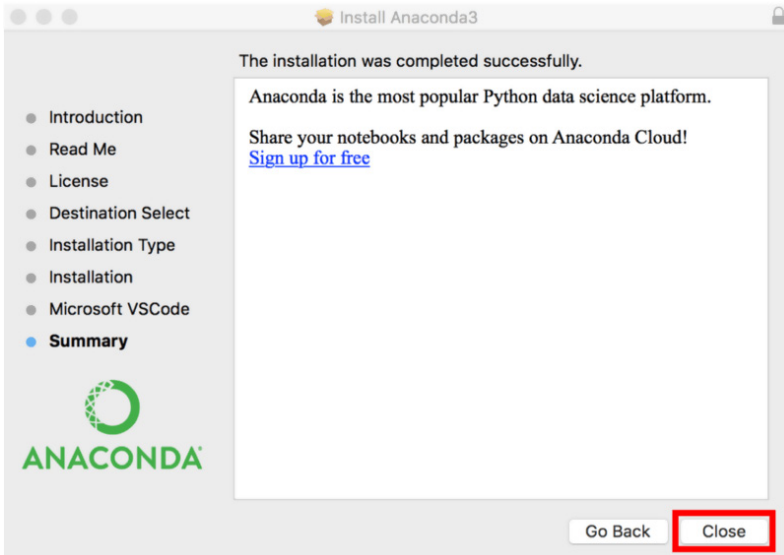 Install Anaconda3
The installation was completed successfully.
Introduction
Read Me
License
Destination Select
Installation Type
Installation
Microsoft VSCode
Summary
ANACONDA
Anaconda is the most popular Python data science platform.
Share your notebooks and packages on Anaconda Cloud!
Sign up for free
Go Back
Close